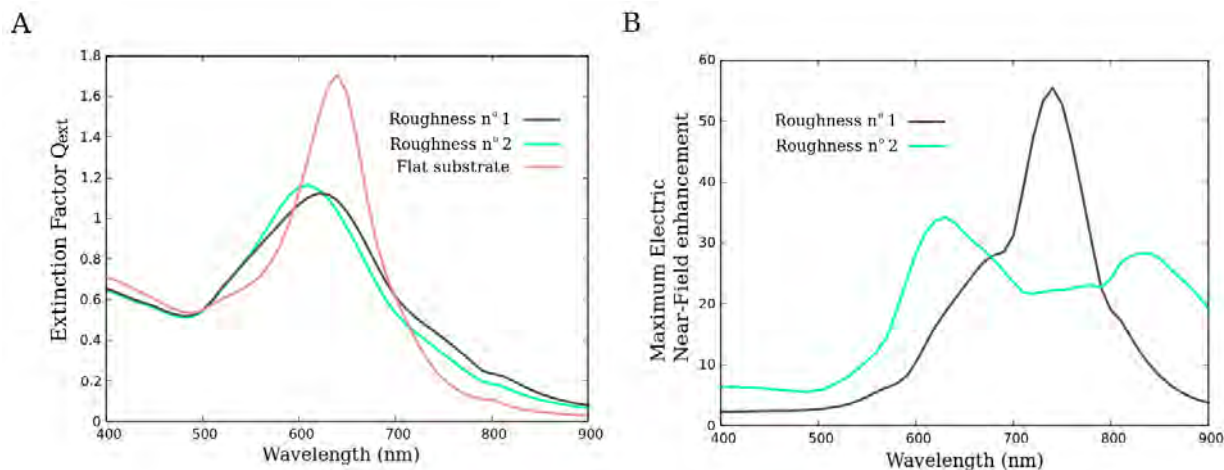 A
B
Extinction Factor Qext
1.8
1.6
1.4
1.2
1
0.8
0.6
0.4
0.2
0
400
500
600
700
800
900
Wavelength (nm)
Roughness n° 1
Roughness n° 2
Flat substrate
Maximum Electric
Near-Field enhancement
60
50
40
30
20
10
0
400
500
600
700
800
900
Wavelength (nm)
Roughness n° 1
Roughness n° 2